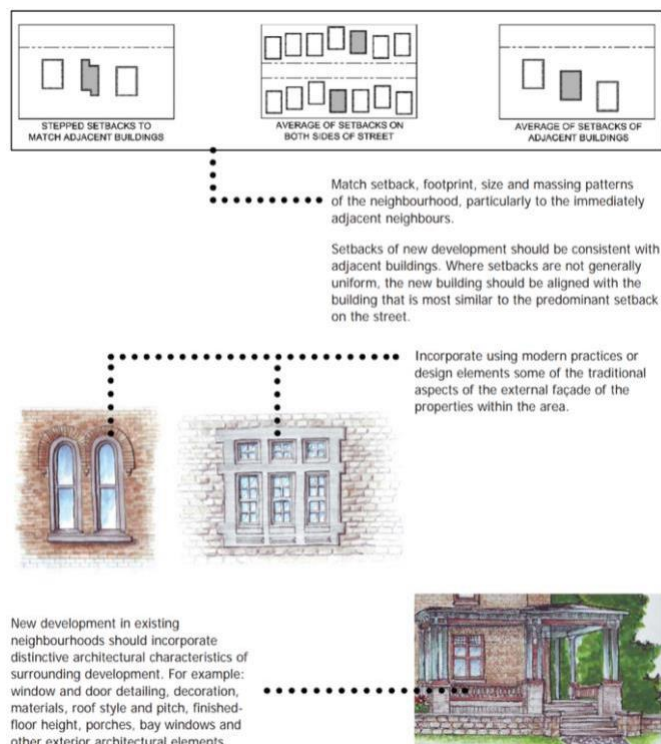 STEPPED SETBACKS TO
MATCH ADJACENT BUILDINGS
AVERAGE OF SETBACKS ON
BOTH SIDES OF STREET
AVERAGE OF SETBACKS OF
ADJACENT BUILDINGS
Match setback, footprint, size and massing patterns
of the neighbourhood, particularly to the immediately
adjacent neighbours.
Setbacks of new development should be consistent with
adjacent buildings. Where setbacks are not generally
uniform, the new building should be aligned with the
building that is most similar to the predominant setback
on the street.
Incorporate using modern practices or
design elements some of the traditional
aspects of the external façade of the
properties within the area.
New development in existing
neighbourhoods should incorporate
distinctive architectural characteristics of
surrounding development. For example:
window and door detailing, decoration,
materials, roof style and pitch, finished-
floor height, porches, bay windows and
other exterior architectural elements